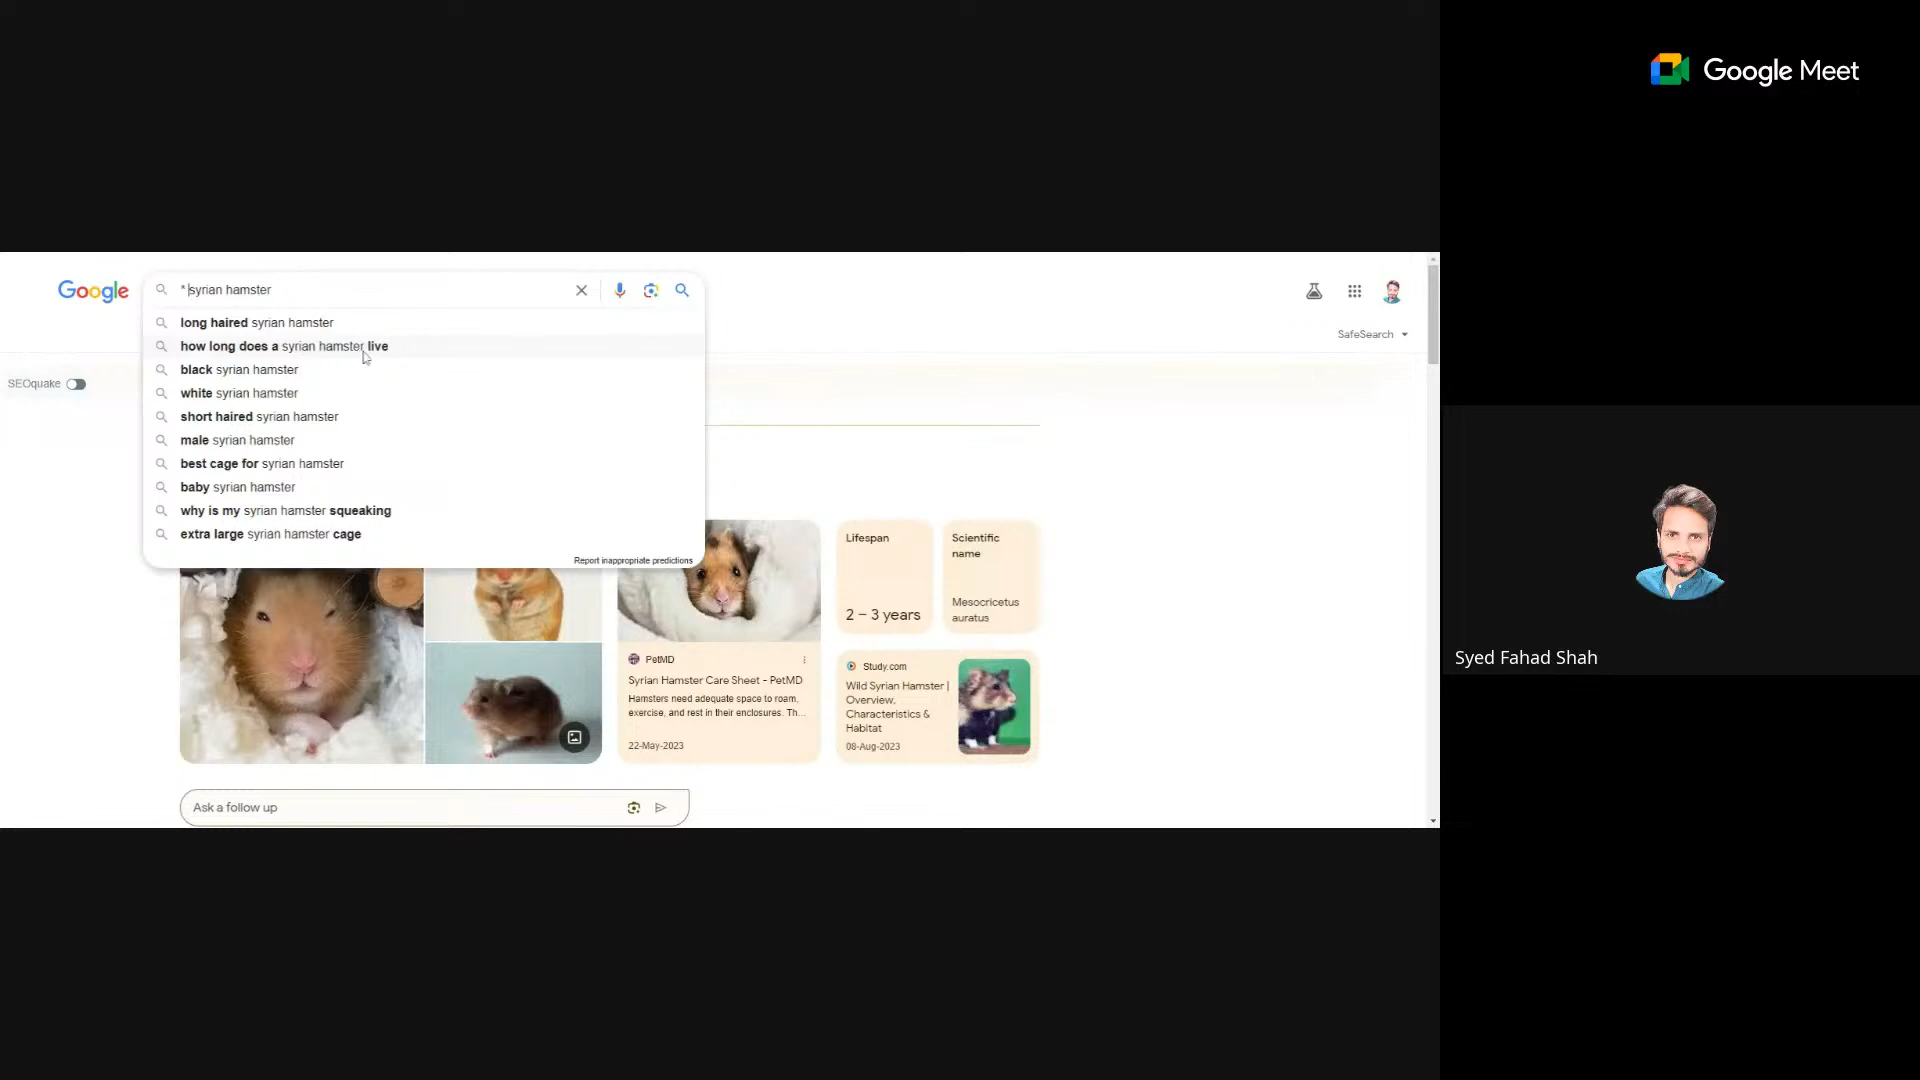 Google Meet
Google
* syrian hamster
long haired syrian hamster
how long does a syrian hamster live
black syrian hamster
white syrian hamster
short haired syrian hamster
male syrian hamster
best cage for syrian hamster
baby syrian hamster
why is my syrian hamster squeaking
extra large syrian hamster cage
Report inappropriate predictions
SafeSearch
SEOquake
PetMD
Syrian Hamster Care Sheet - PetMD
Hamsters need adequate space to roam,
exercise, and rest in their enclosures. Th...
22-May-2023
Lifespan
2 – 3 years
Scientific
name
Mesocricetus
auratus
Study.com
Wild Syrian Hamster |
Overview,
Characteristics &
Habitat
08-Aug-2023
Ask a follow up
Syed Fahad Shah